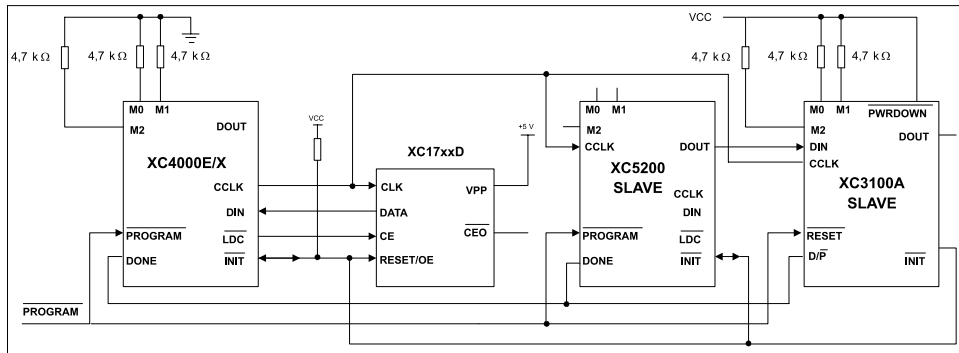 VCC
4,7 kΩ
4,7 kΩ
4,7 kΩ
4,7 kΩ
4,7 kΩ
4,7 kΩ
M0 M1
M2
DOUT
XC4000E/X
CCLK
DIN
PROGRAM
LDC
DONE
INIT
VCC
XC17xxD
+5 V
CLK
VPP
DATA
CEO
CE
RESET/OE
M0 M1
M2
CCLK
DOUT
XC5200
SLAVE
CCLK
DIN
PROGRAM
LDC
DONE
INIT
M0 M1
PWRDOWN
M2
DOUT
DIN
CCLK
XC3100A
SLAVE
RESET
D/P
INIT
PROGRAM